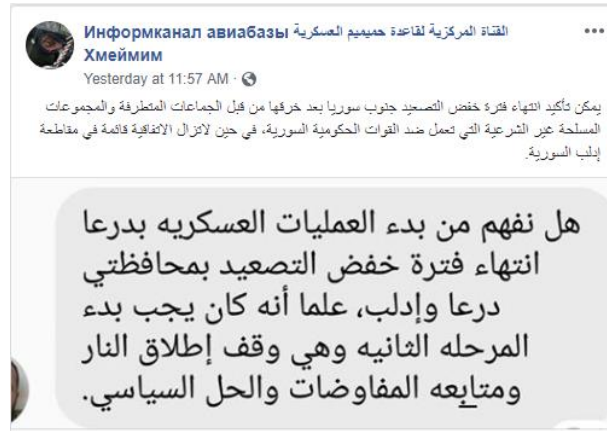 Информканал авиабазы القناة المركزية لقاعدة حميميم العسكرية
Хмеймим
Yesterday at 11:57 AM ·
يمكن تأكيد انتهاء فترة خفض التصعيد جنوب سوريا بعد خرقها من قبل الجماعات المتطرفة والمجموعات
المسلحة غير الشرعية التي تعمل ضد القوات الحكومية السورية، في حين لاتزال الاتفاقية قائمة في مقاطعة
إدلب السورية.
هل نفهم من بدء العمليات العسكريه بدرعا
انتهاء فترة خفض التصعيد بمحافظتي
درعا وإدلب، علما أنه كان يجب بدء
المرحله الثانيه وهي وقف إطلاق النار
ومتابعه المفاوضات والحل السياسي.